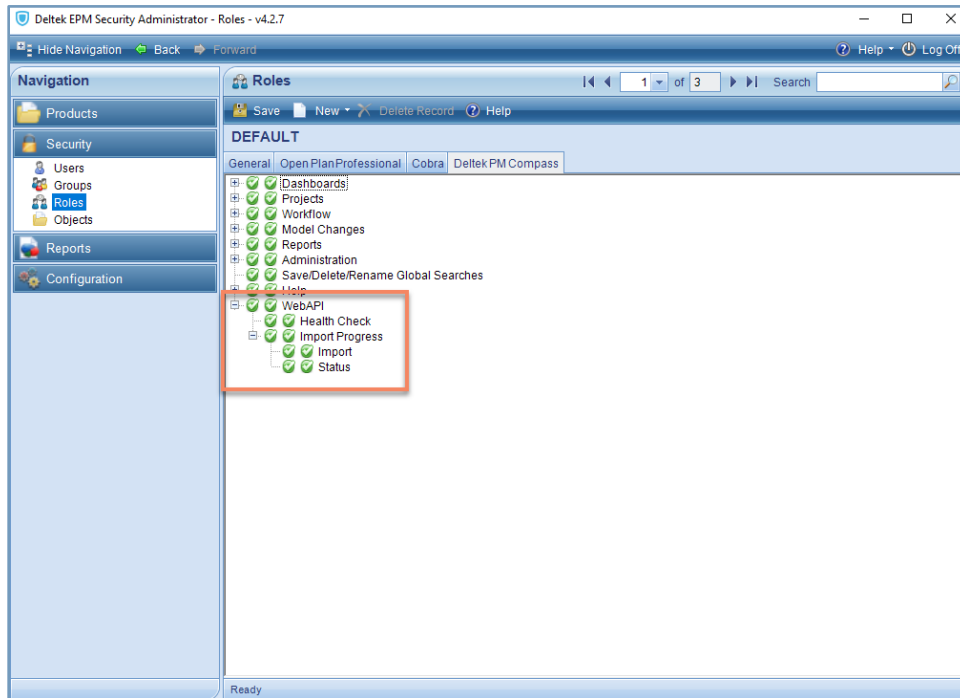 Deltek EPM Security Administrator - Roles - v4.2.7
Hide Navigation Back Forward Help Log Off
Navigation
Products
Security
Users
Groups
Roles
Objects
Reports
Configuration
Roles 1 of 3 Search
Save New Delete Record Help
DEFAULT
General Open Plan Professional Cobra Deltek PM Compass
Dashboards
Projects
Workflow
Model Changes
Reports
Administration
Save/Delete/Rename Global Searches
Help
WebAPI
Health Check
Import Progress
Import
Status
Ready